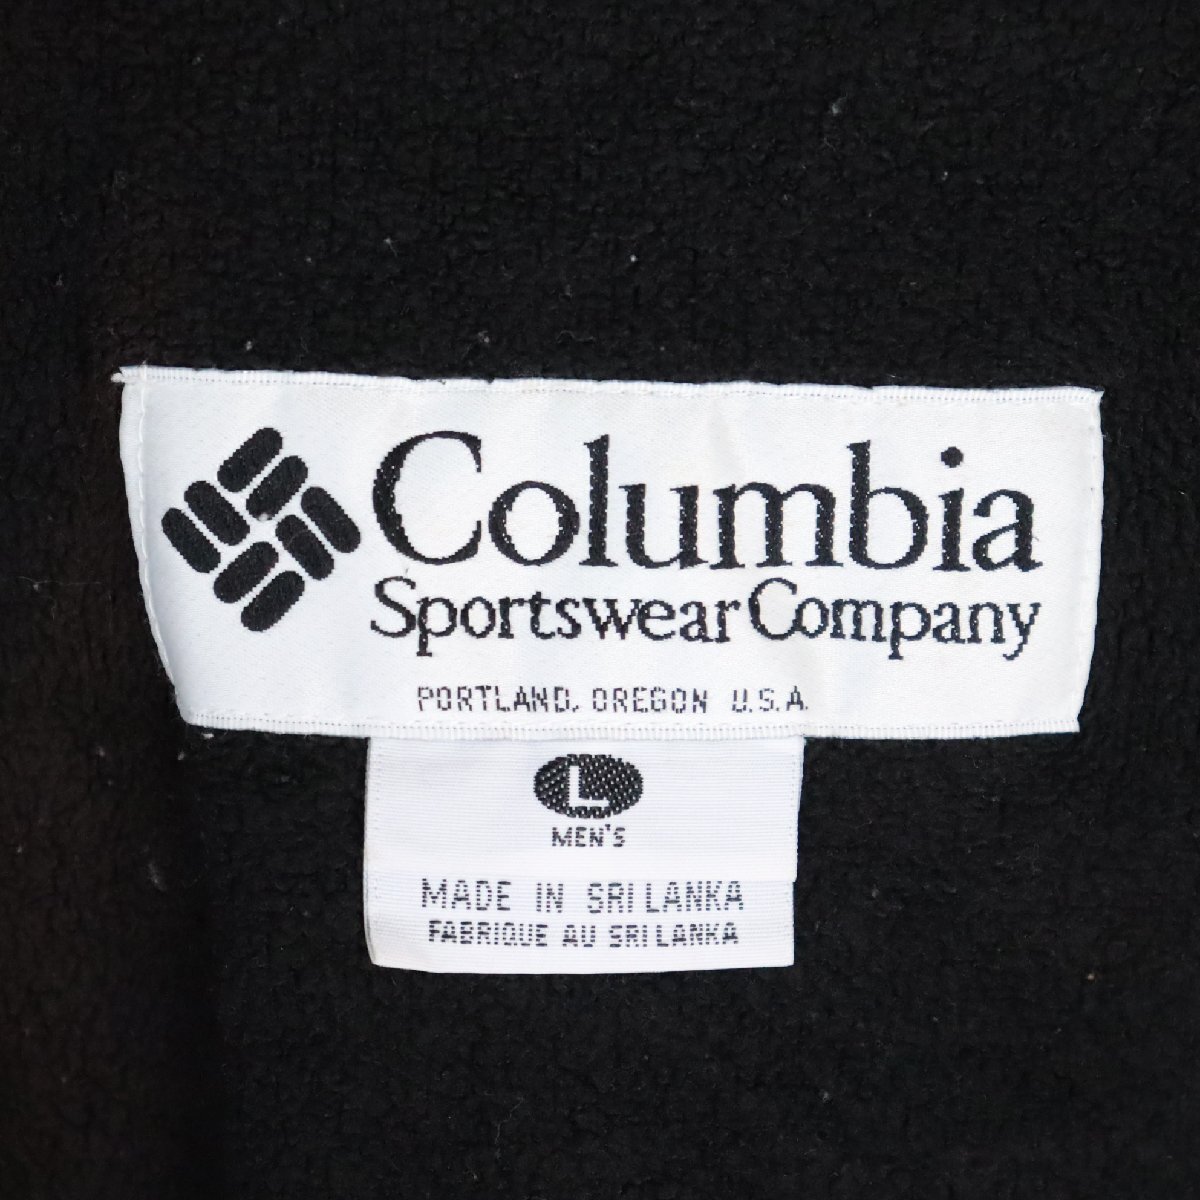 Columbia
Sportswear Company
PORTLAND, OREGON U.S.A.
L
MEN'S
MADE IN SRI LANKA
FABRIQUE AU SRI LANKA